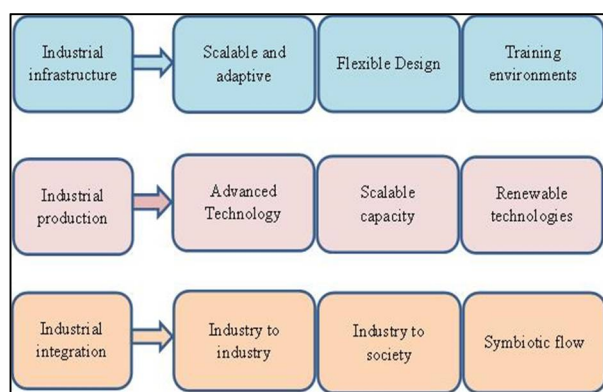 Industrial
infrastructure
Scalable and
adaptive
Flexible Design
Training
environments
Industrial
production
Advanced
Technology
Scalable
capacity
Renewable
technologies
Industrial
integration
Industry to
industry
Industry to
society
Symbiotic flow